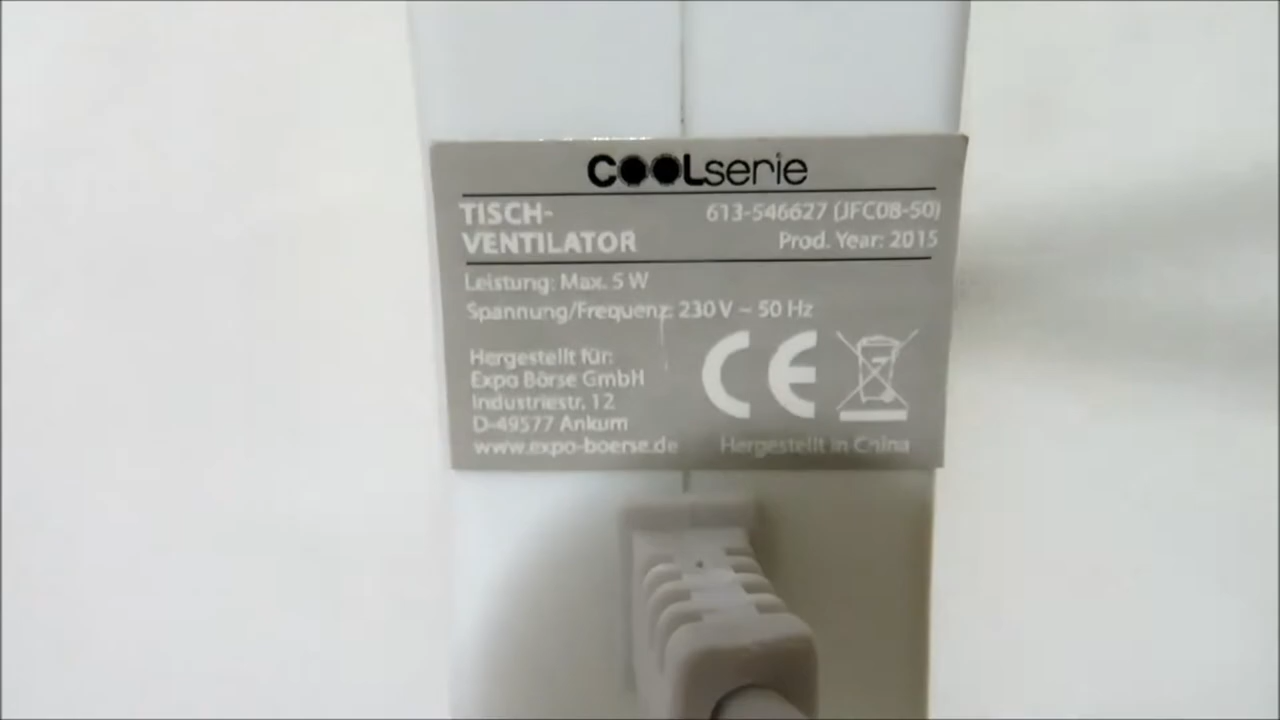 COOLserie
TISCH-
VENTILATOR
613-546627 (JFC08-50)
Prod. Year: 2015
Leistung: Max. 5 W
Spannung/Frequenz: 230 V ~ 50 Hz
Hergestellt für:
Expo Börse GmbH
Industriestr. 12
D-49577 Ankum
www.expo-boerse.de
CE
Hergestellt in China